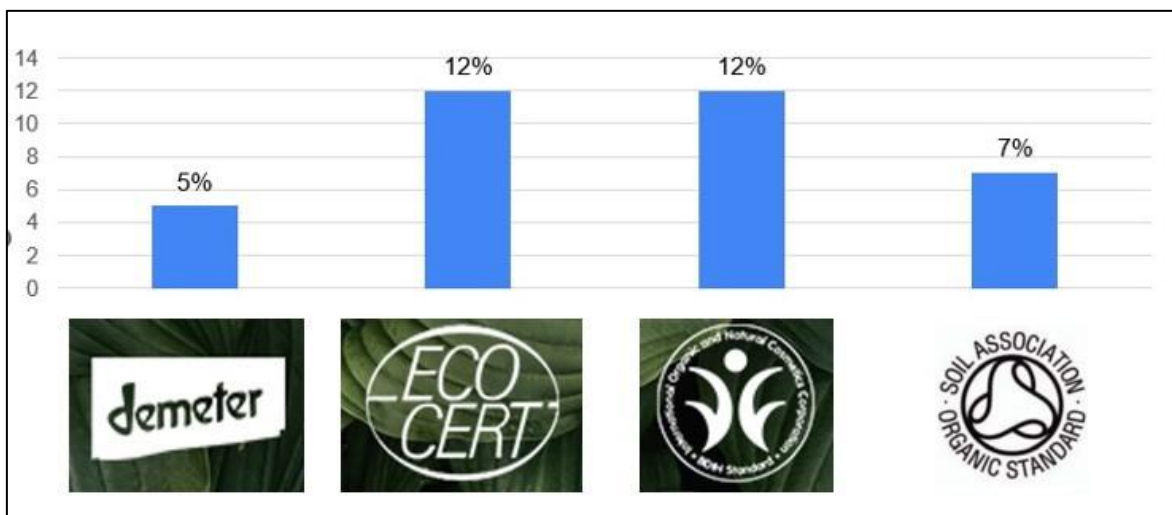 14
12
10
8
6
4
2
0
5%
12%
12%
7%
demeter
ECO
CERT
International Organic and Natural Cosmetics Corporation
• BDIH Standard •
· SOIL ASSOCIATION ·
ORGANIC STANDARD